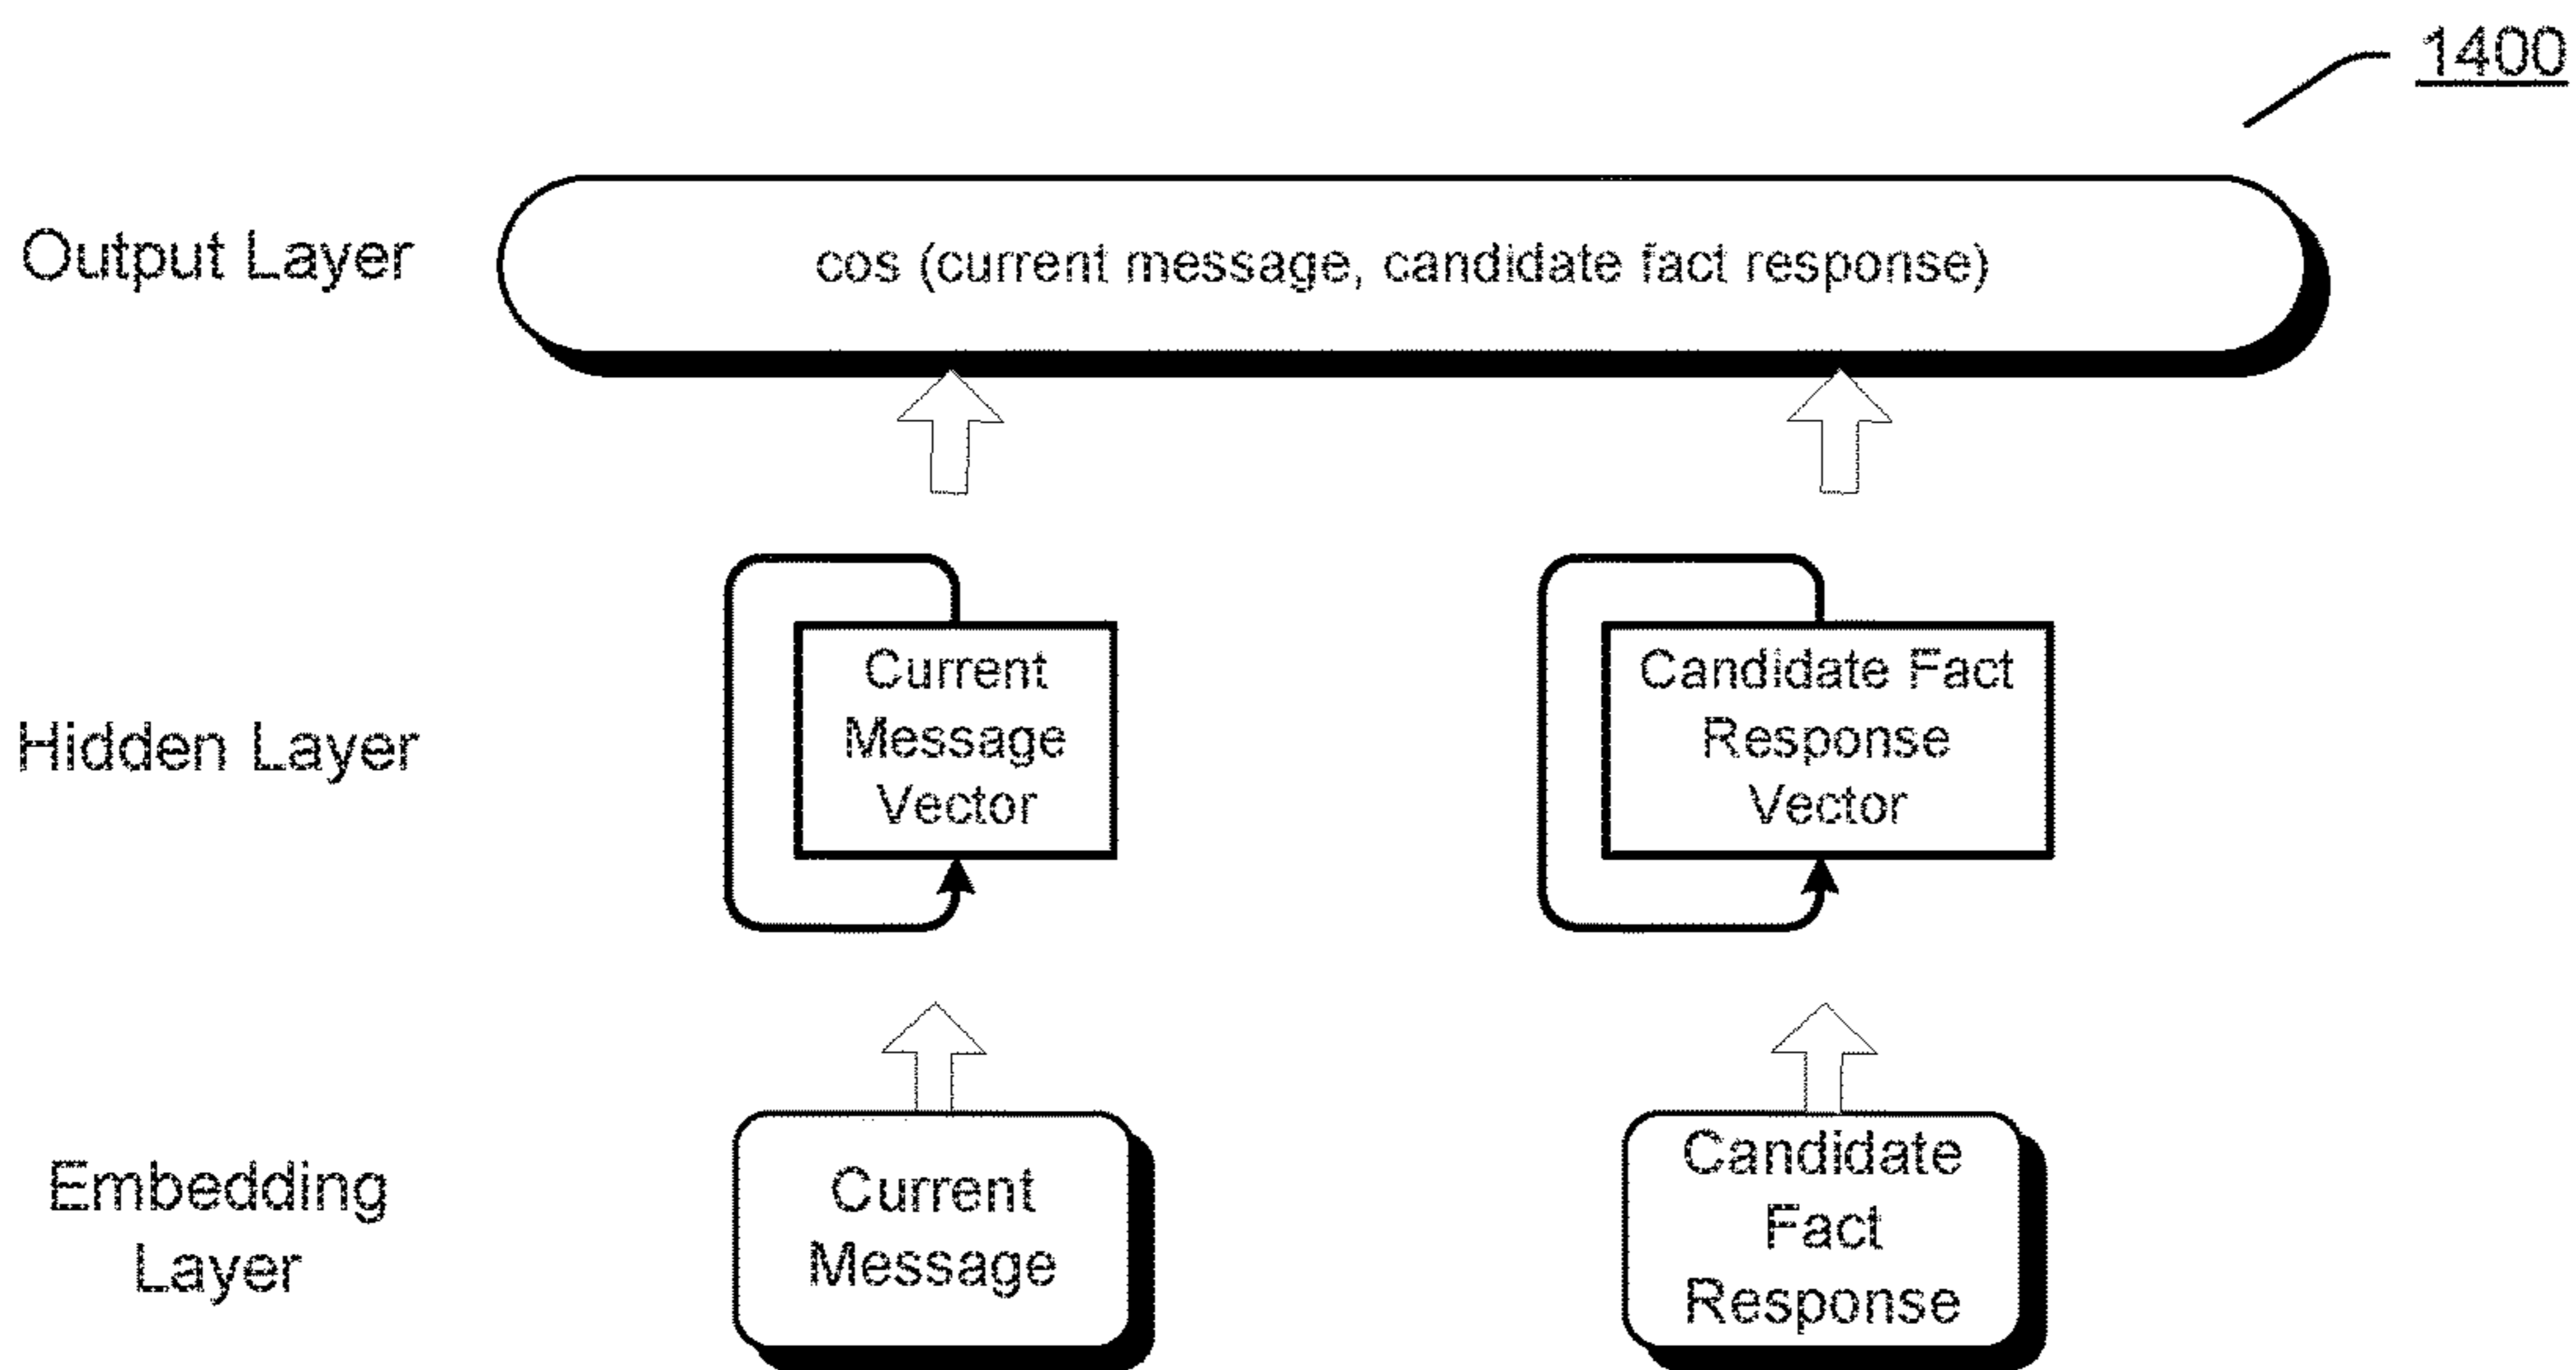 1400
Output Layer
cos (current message, candidate fact response)
Hidden Layer
Current
Message
Vector
Candidate Fact
Response
Vector
Embedding
Layer
Current
Message
Candidate
Fact
Response